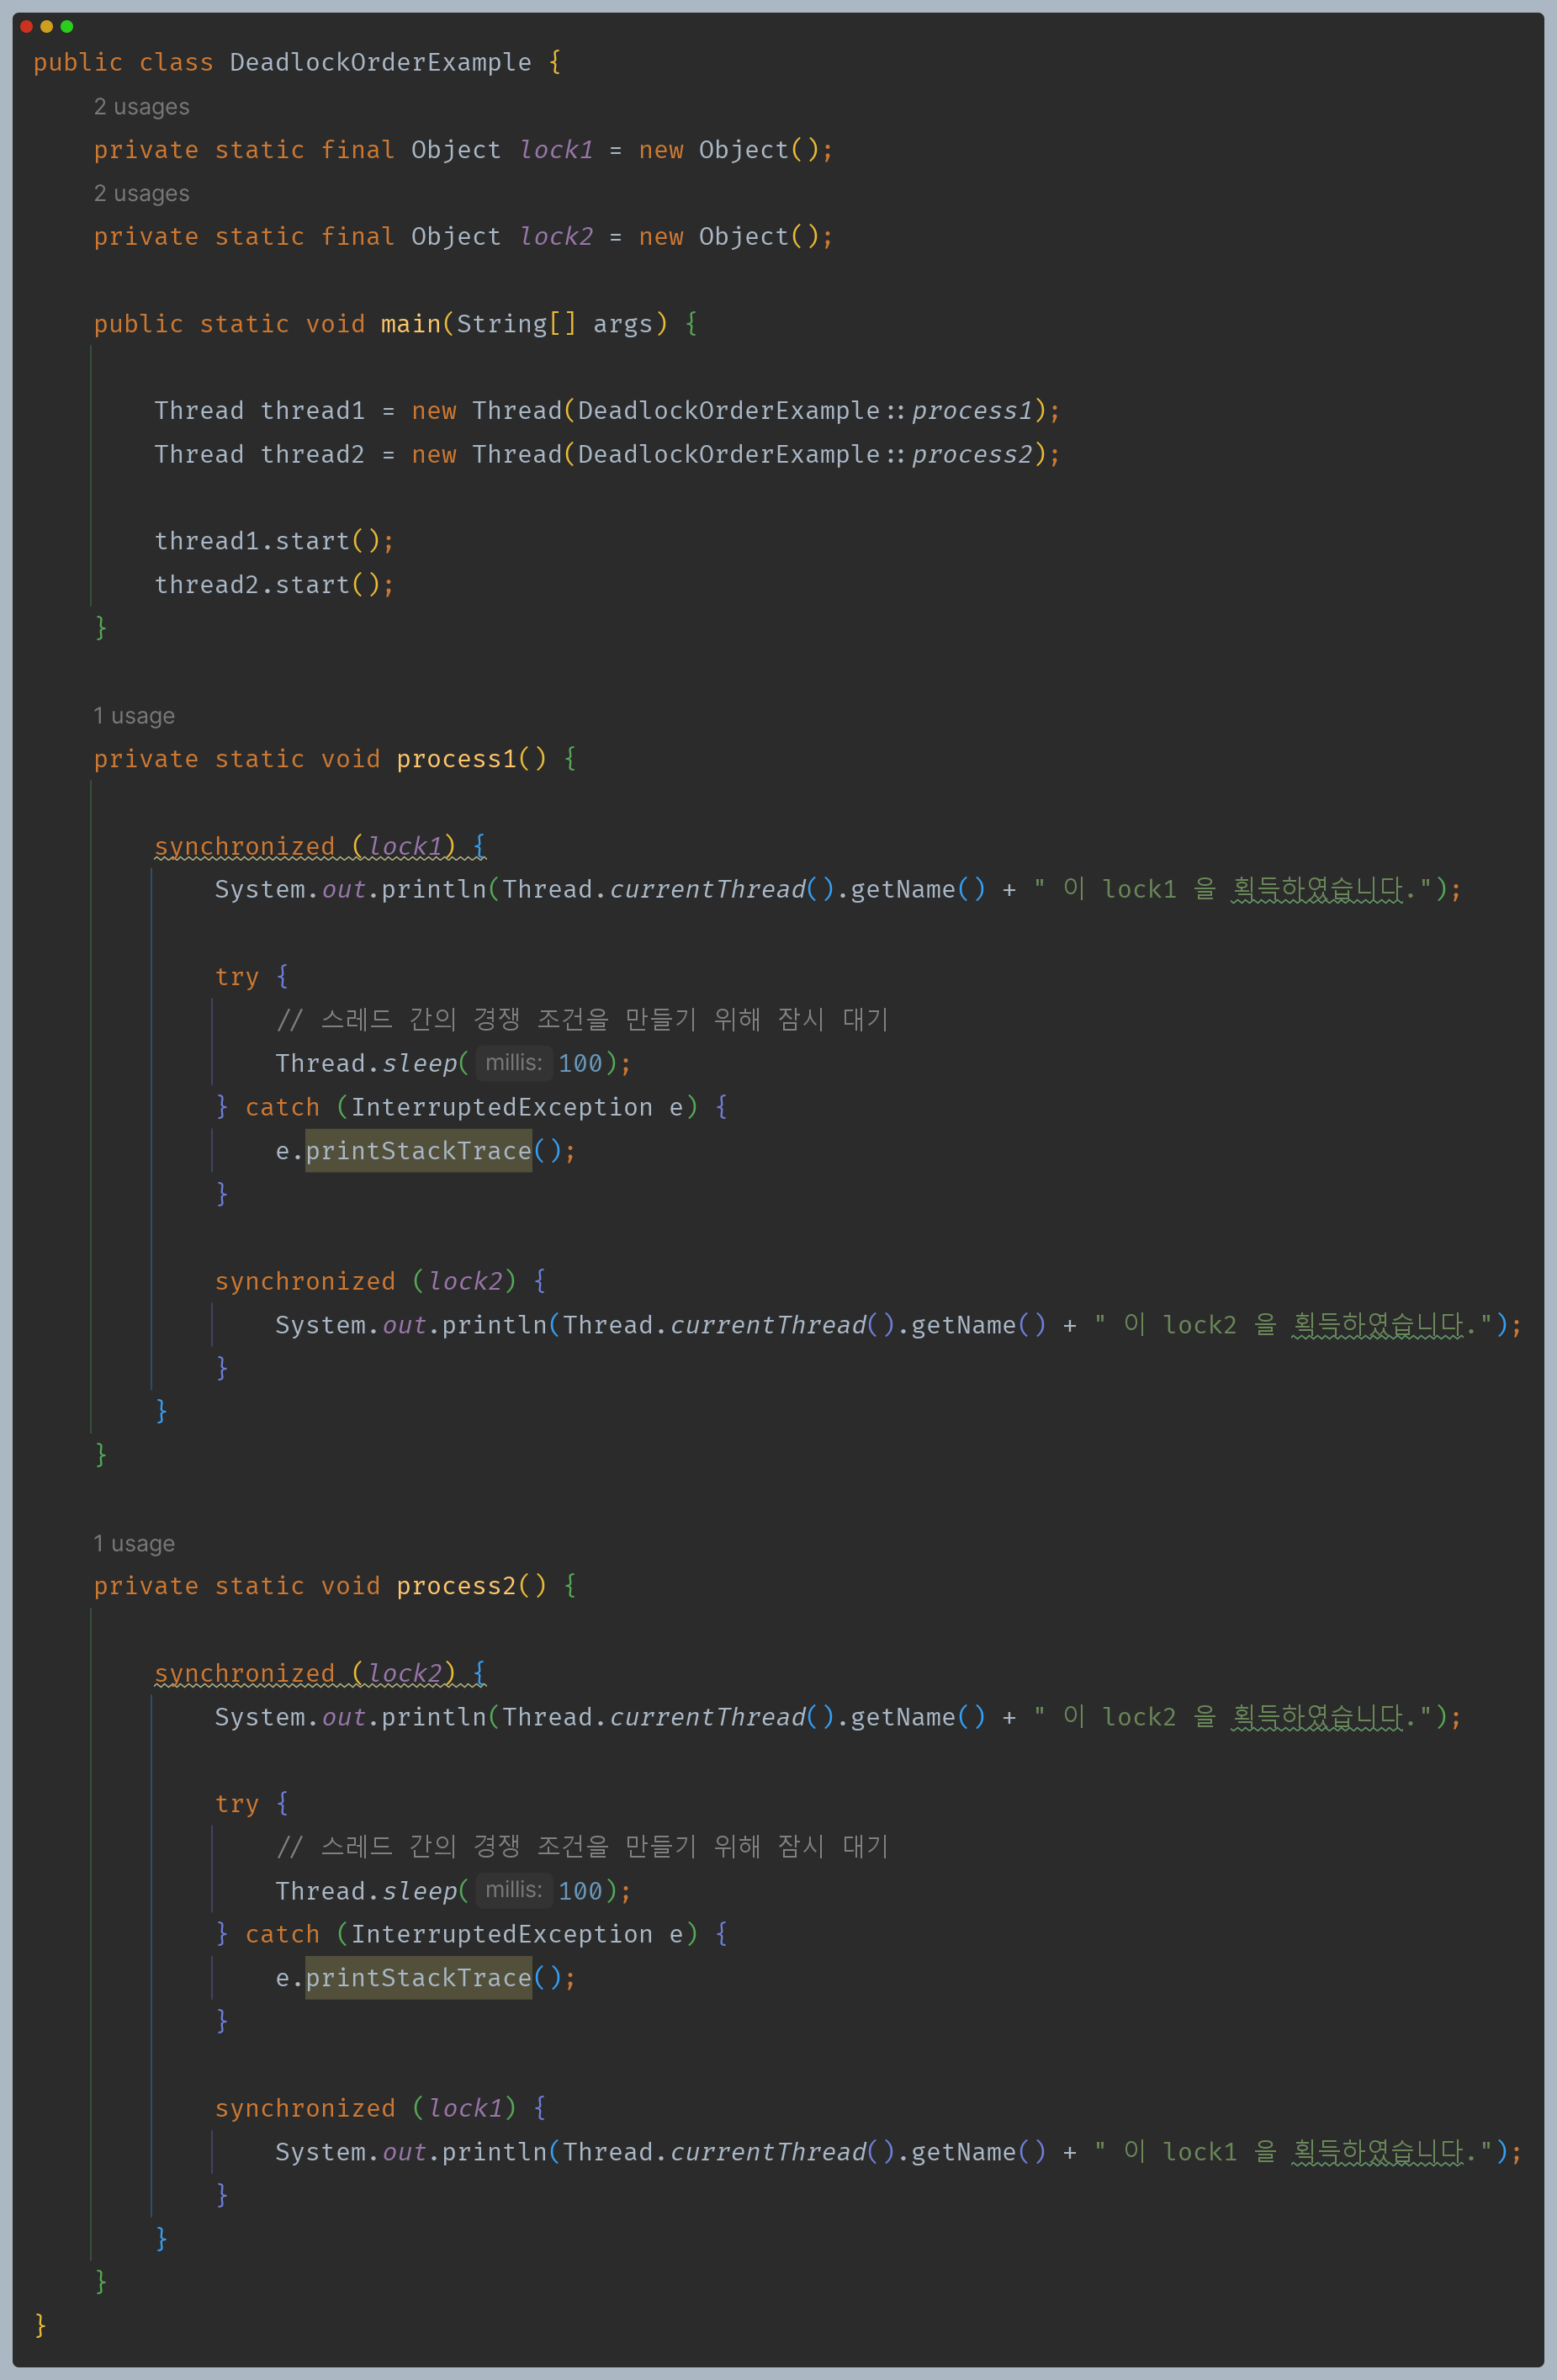 public class DeadlockOrderExample {
2 usages
private static final Object lock1 = new Object();
2 usages
private static final Object lock2 = new Object();
public static void main(String[] args) {
Thread thread1 = new Thread(DeadlockOrderExample::process1);
Thread thread2 = new Thread(DeadlockOrderExample::process2);
thread1.start();
thread2.start();
}
1 usage
private static void process1() {
synchronized (lock1) {
System.out.println(Thread.currentThread().getName() + " 이 lock1 을 획득하였습니다.");
try {
// 스레드 간의 경쟁 조건을 만들기 위해 잠시 대기
Thread.sleep( millis: 100);
} catch (InterruptedException e) {
e.printStackTrace();
}
synchronized (lock2) {
System.out.println(Thread.currentThread().getName() + " 이 lock2 을 획득하였습니다.");
}
}
}
1 usage
private static void process2() {
synchronized (lock2) {
System.out.println(Thread.currentThread().getName() + " 이 lock2 을 획득하였습니다.");
try {
// 스레드 간의 경쟁 조건을 만들기 위해 잠시 대기
Thread.sleep( millis: 100);
} catch (InterruptedException e) {
e.printStackTrace();
}
synchronized (lock1) {
System.out.println(Thread.currentThread().getName() + " 이 lock1 을 획득하였습니다.");
}
}
}
}